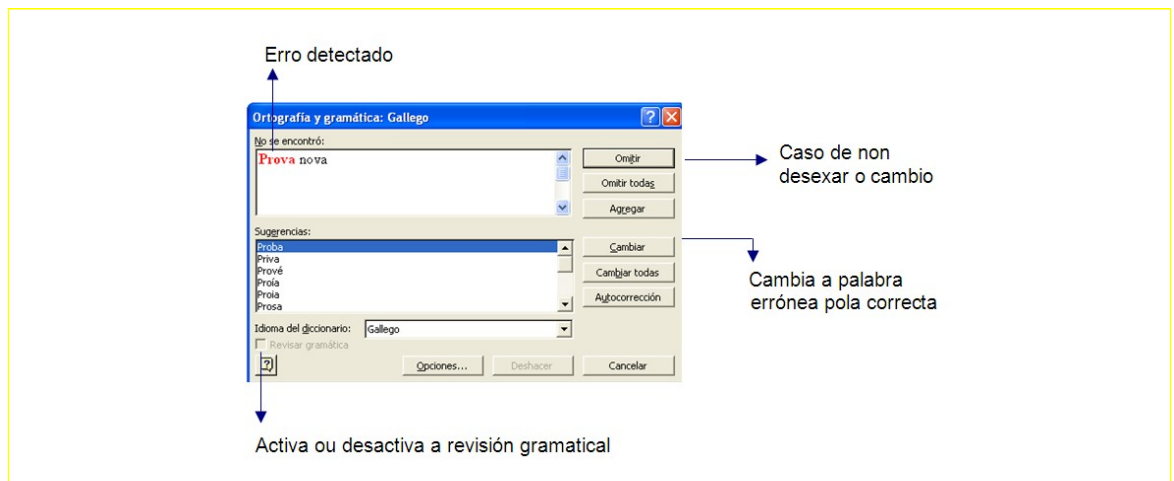 Erro detectado
Ortografía y gramática: Gallego
No se encontró:
Prova nova
Omitir
Omitir todas
Agregar
Caso de non
desexar o cambio
Sugerencias:
Proba
Priva
Prové
Proía
Proia
Prosa
Cambiar
Cambiar todas
Autocorrección
Cambia a palabra
errónea pola correcta
Idioma del diccionario: Gallego
Revisar gramática
Opciones... Deshacer Cancelar
Activa ou desactiva a revisión gramatical